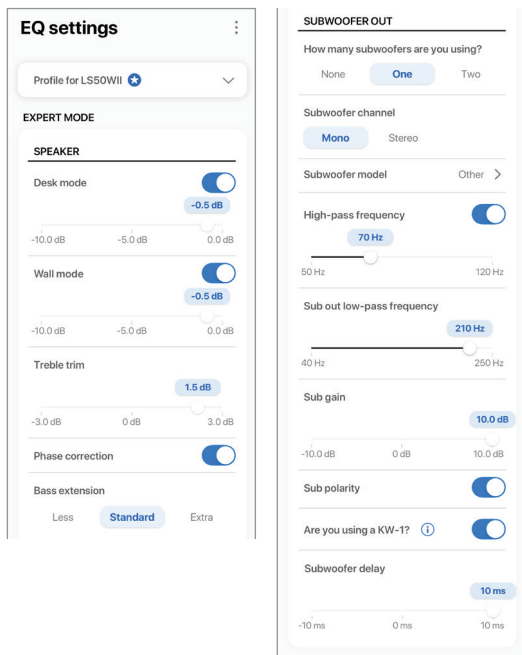 EQ settings
Profile for LS50WII
EXPERT MODE
SPEAKER
Desk mode
-0.5 dB
-10.0 dB -5.0 dB 0.0 dB
Wall mode
-0.5 dB
-10.0 dB -5.0 dB 0.0 dB
Treble trim
1.5 dB
-3.0 dB 0 dB 3.0 dB
Phase correction
Bass extension
Less Standard Extra
SUBWOOFER OUT
How many subwoofers are you using?
None One Two
Subwoofer channel
Mono Stereo
Subwoofer model Other
High-pass frequency
70 Hz
50 Hz 120 Hz
Sub out low-pass frequency
210 Hz
40 Hz 250 Hz
Sub gain
10.0 dB
-10.0 dB 0 dB 10.0 dB
Sub polarity
Are you using a KW-1? i
Subwoofer delay
10 ms
-10 ms 0 ms 10 ms